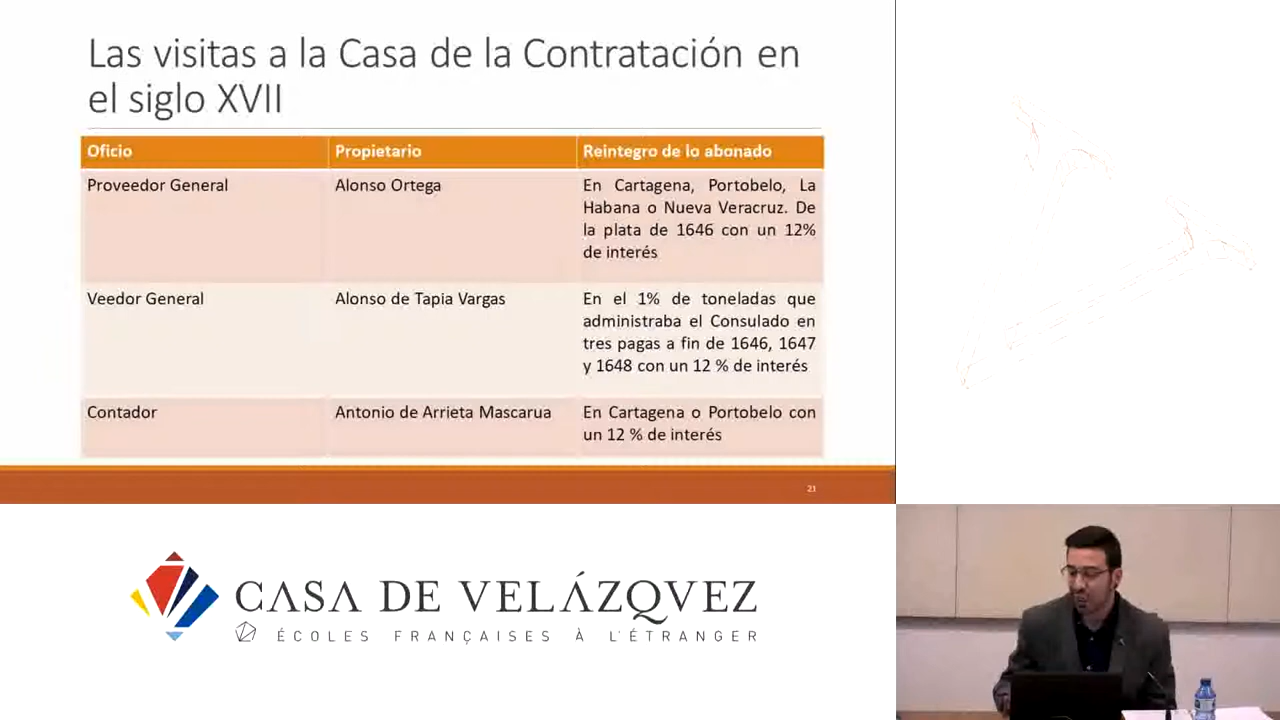 Las visitas a la Casa de la Contratación en
el siglo XVII
Oficio
Propietario
Reintegro de lo abonado
Proveedor General
Alonso Ortega
En Cartagena, Portobelo, La
Habana o Nueva Veracruz. De
la plata de 1646 con un 12%
de interés
Veedor General
Alonso de Tapia Vargas
En el 1% de toneladas que
administraba el Consulado en
tres pagas a fin de 1646, 1647
y 1648 con un 12 % de interés
Contador
Antonio de Arrieta Mascarua
En Cartagena o Portobelo con
un 12 % de interés
21
CASA DE VELÁZQVEZ
ÉCOLES FRANÇAISES À L'ÉTRANGER